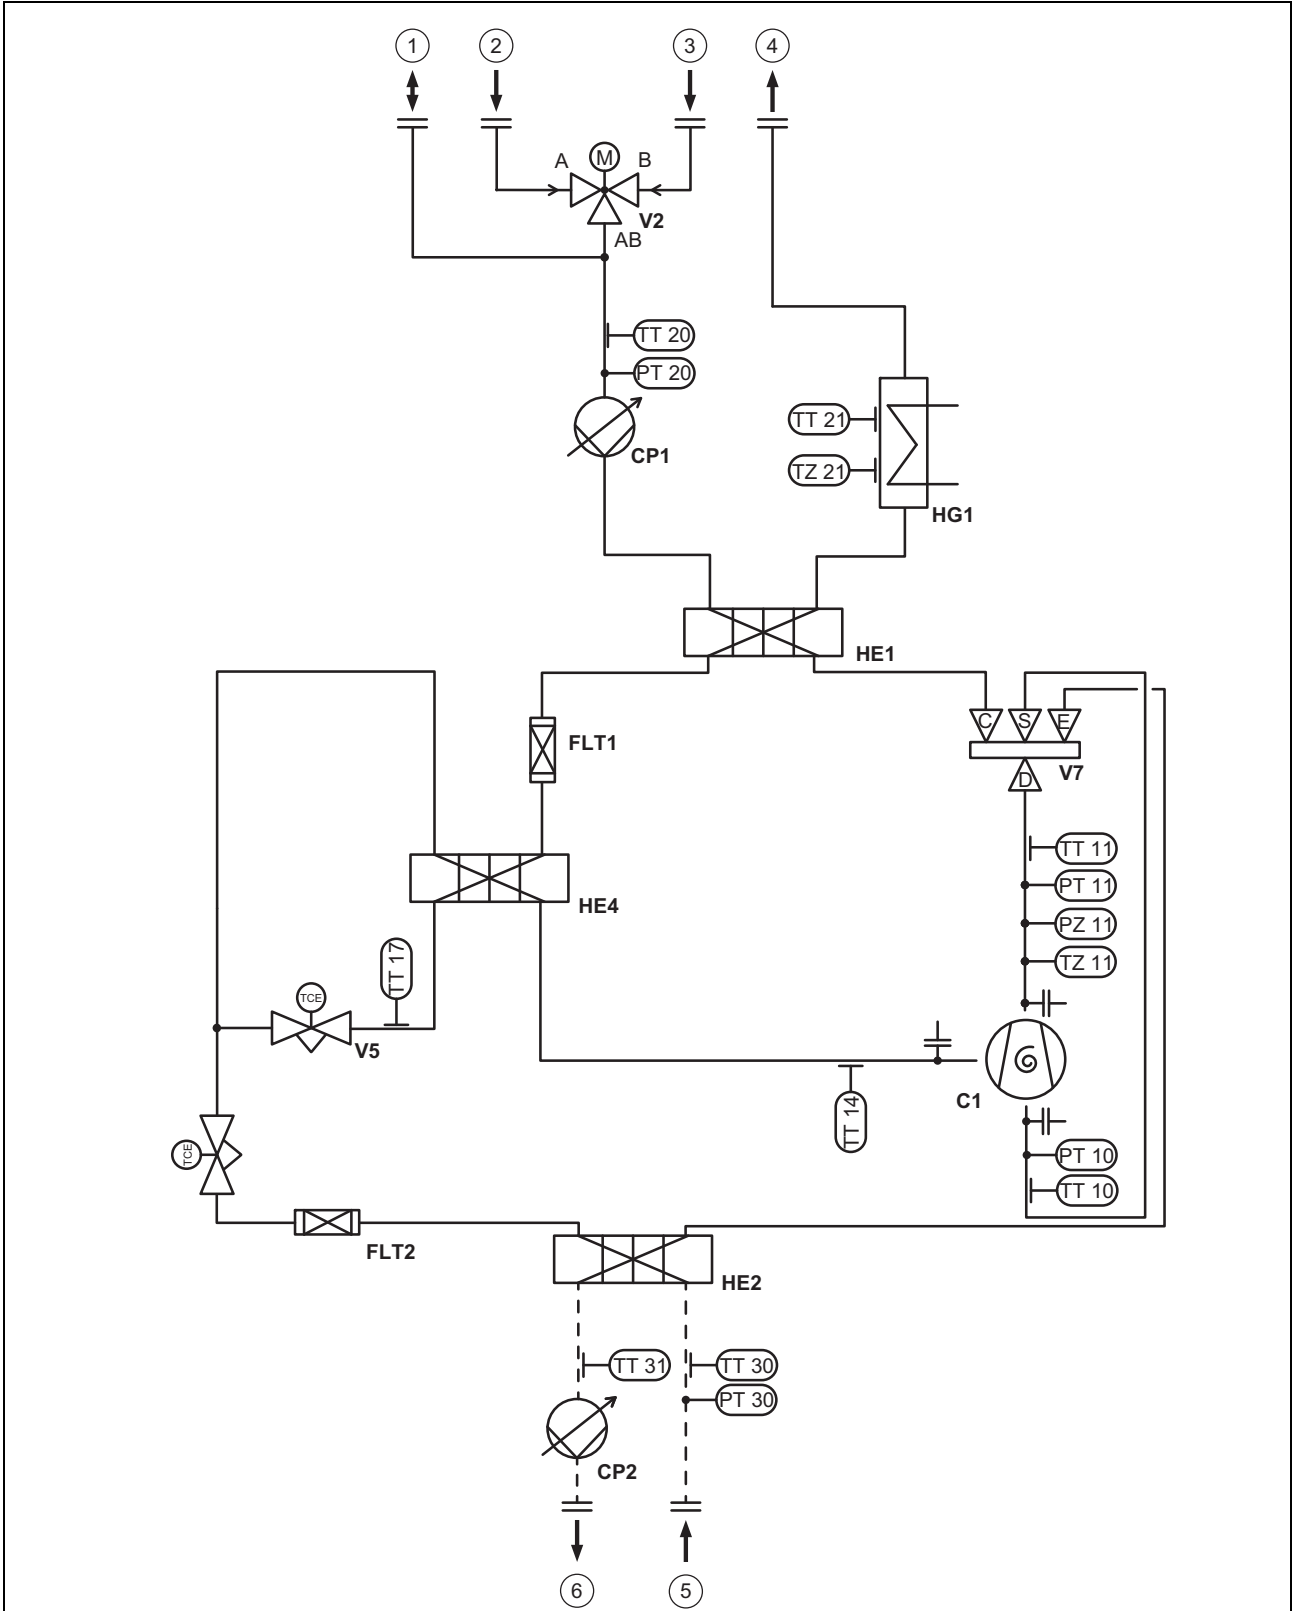 1
2
3
4
A
M
B
V2
AB
TT 20
PT 20
CP1
TT 21
TZ 21
HG1
HE1
C
S
E
V7
D
FLT1
TT 11
PT 11
PZ 11
TZ 11
HE4
TT 17
TCE
V5
C1
TT 14
TCE
PT 10
TT 10
FLT2
HE2
TT 31
TT 30
PT 30
CP2
6
5